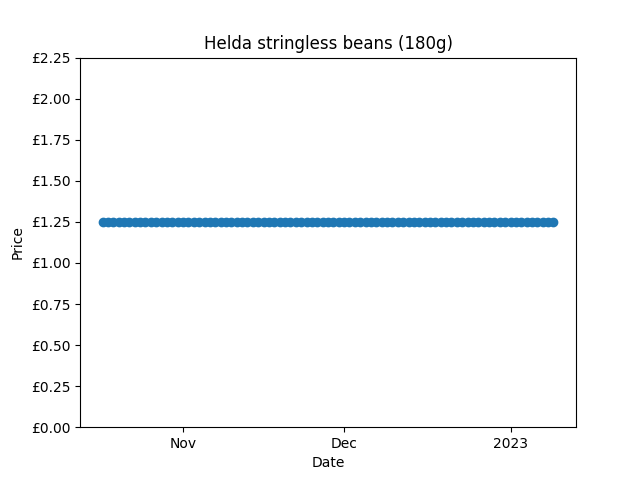 Helda stringless beans (180g)
£2.25
£2.00
£1.75
£1.50
£1.25
£1.00
£0.75
£0.50
£0.25
£0.00
Price
Nov
Dec
2023
Date